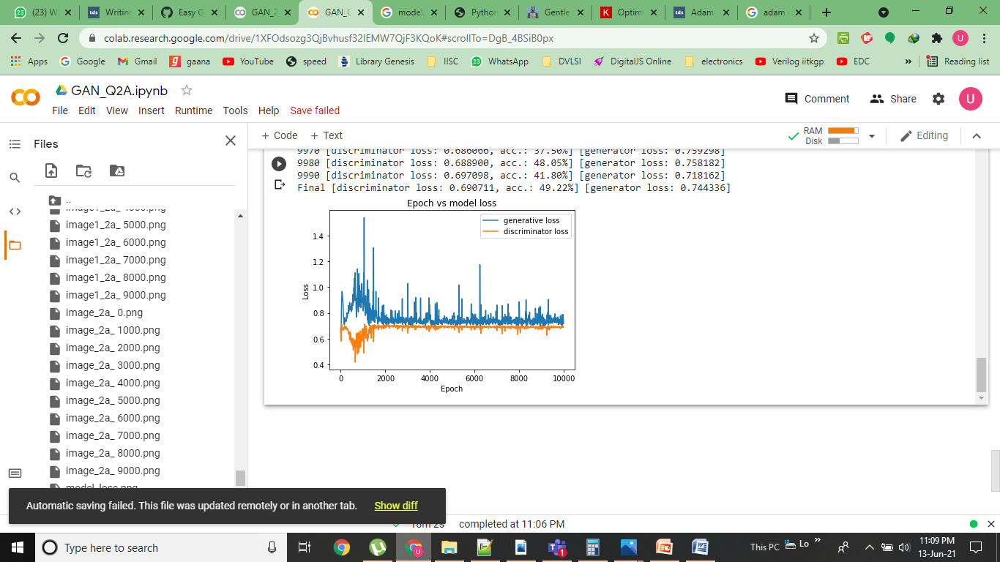 (23) W
Writing
Easy G
GAN_2
GAN_C
model.
Python
Gentle
Optim
Adam
adam
colab.research.google.com/drive/1XFOdsozg3QjBvhusf32IEMW7QjF3KQoK#scrollTo=DgB_4BSiB0px
Apps Google Gmail gaana YouTube speed Library Genesis IISC WhatsApp DVLSI DigitalJS Online electronics Verilog iitkgp EDC » Reading list
GAN_Q2A.ipynb
File Edit View Insert Runtime Tools Help Save failed
Comment Share U
Files
+ Code + Text
RAM
Disk
Editing
..
image1_2a_ 5000.png
image1_2a_ 6000.png
image1_2a_ 7000.png
image1_2a_ 8000.png
image1_2a_ 9000.png
image_2a_ 0.png
image_2a_ 1000.png
image_2a_ 2000.png
image_2a_ 3000.png
image_2a_ 4000.png
image_2a_ 5000.png
image_2a_ 6000.png
image_2a_ 7000.png
image_2a_ 8000.png
image_2a_ 9000.png
model_loss.png
9970 [discriminator loss: 0.686066, acc.: 37.50%] [generator loss: 0.759298]
9980 [discriminator loss: 0.688900, acc.: 48.05%] [generator loss: 0.758182]
9990 [discriminator loss: 0.697098, acc.: 41.80%] [generator loss: 0.718162]
Final [discriminator loss: 0.690711, acc.: 49.22%] [generator loss: 0.744336]
Epoch vs model loss
generative loss
discriminator loss
1.4
1.2
1.0
0.8
0.6
0.4
Loss
0 2000 4000 6000 8000 10000
Epoch
Automatic saving failed. This file was updated remotely or in another tab. Show diff
18m 2s completed at 11:06 PM
Type here to search
This PC
Lo
11:09 PM
13-Jun-21